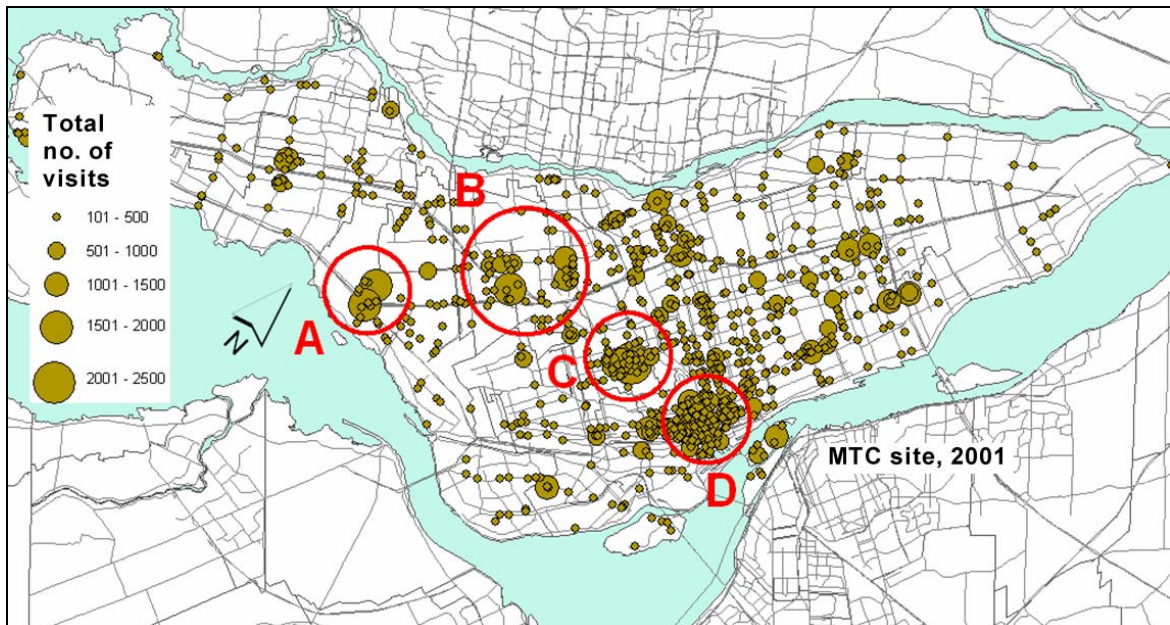 Total
no. of
visits
101 - 500
501 - 1000
1001 - 1500
1501 - 2000
2001 - 2500
A
B
C
D
N
MTC site, 2001